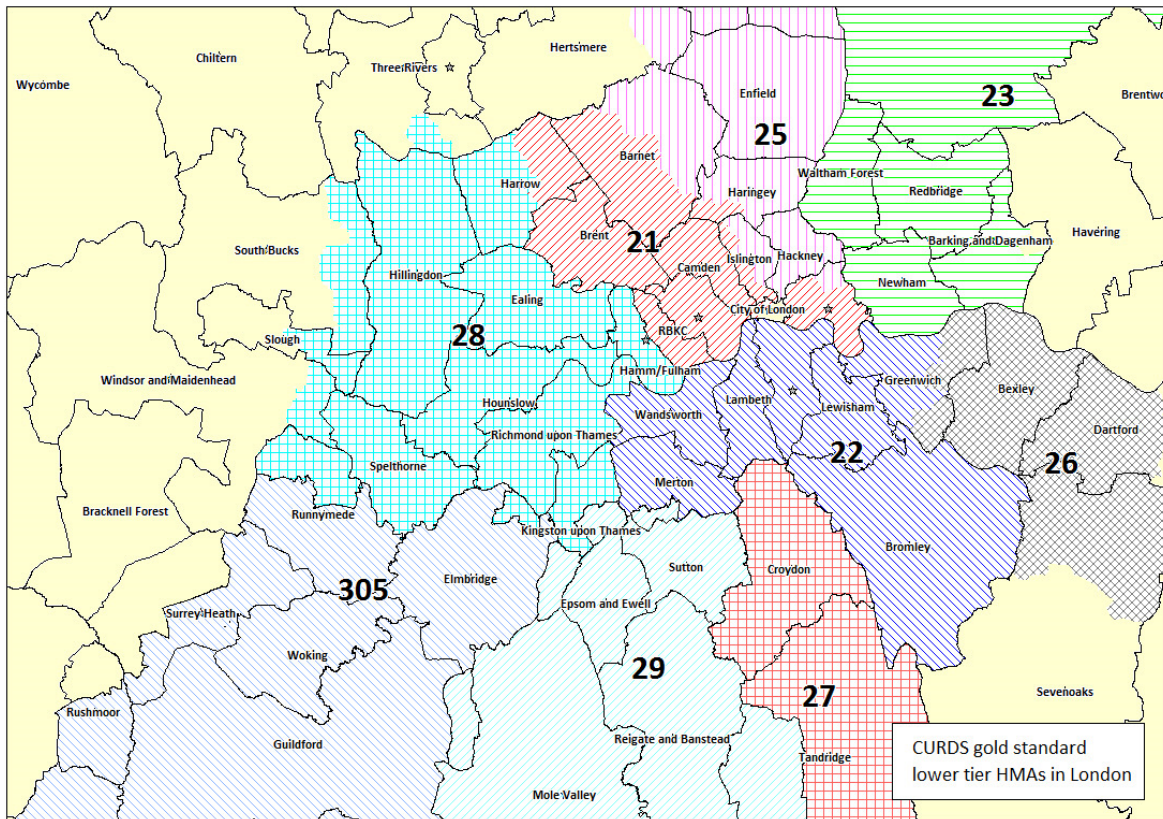 Hertsmere
Chiltern
Three Rivers
Wycombe
Enfield
23
Brentwo
25
Barnet
Waltham Forest
Harrow
Haringey
Redbridge
Brent
21
Havering
Barking and Dagenham
South Bucks
Islington
Hackney
Camden
Hillingdon
Newham
Ealing
City of London
28
RBKC
Slough
Hamm/Fulham
Windsor and Maidenhead
Greenwich
Bexley
Hounslow
Lambeth
Lewisham
Wandsworth
Dartford
Richmond upon Thames
22
26
Spelthorne
Merton
Bracknell Forest
Runnymede
Kingston upon Thames
Bromley
Sutton
Croydon
Elmbridge
305
Epsom and Ewell
Surrey Heath
Woking
29
27
Sevenoaks
Rushmoor
Guildford
Reigate and Banstead
Tandridge
Mole Valley
CURDS gold standard
lower tier HMAs in London